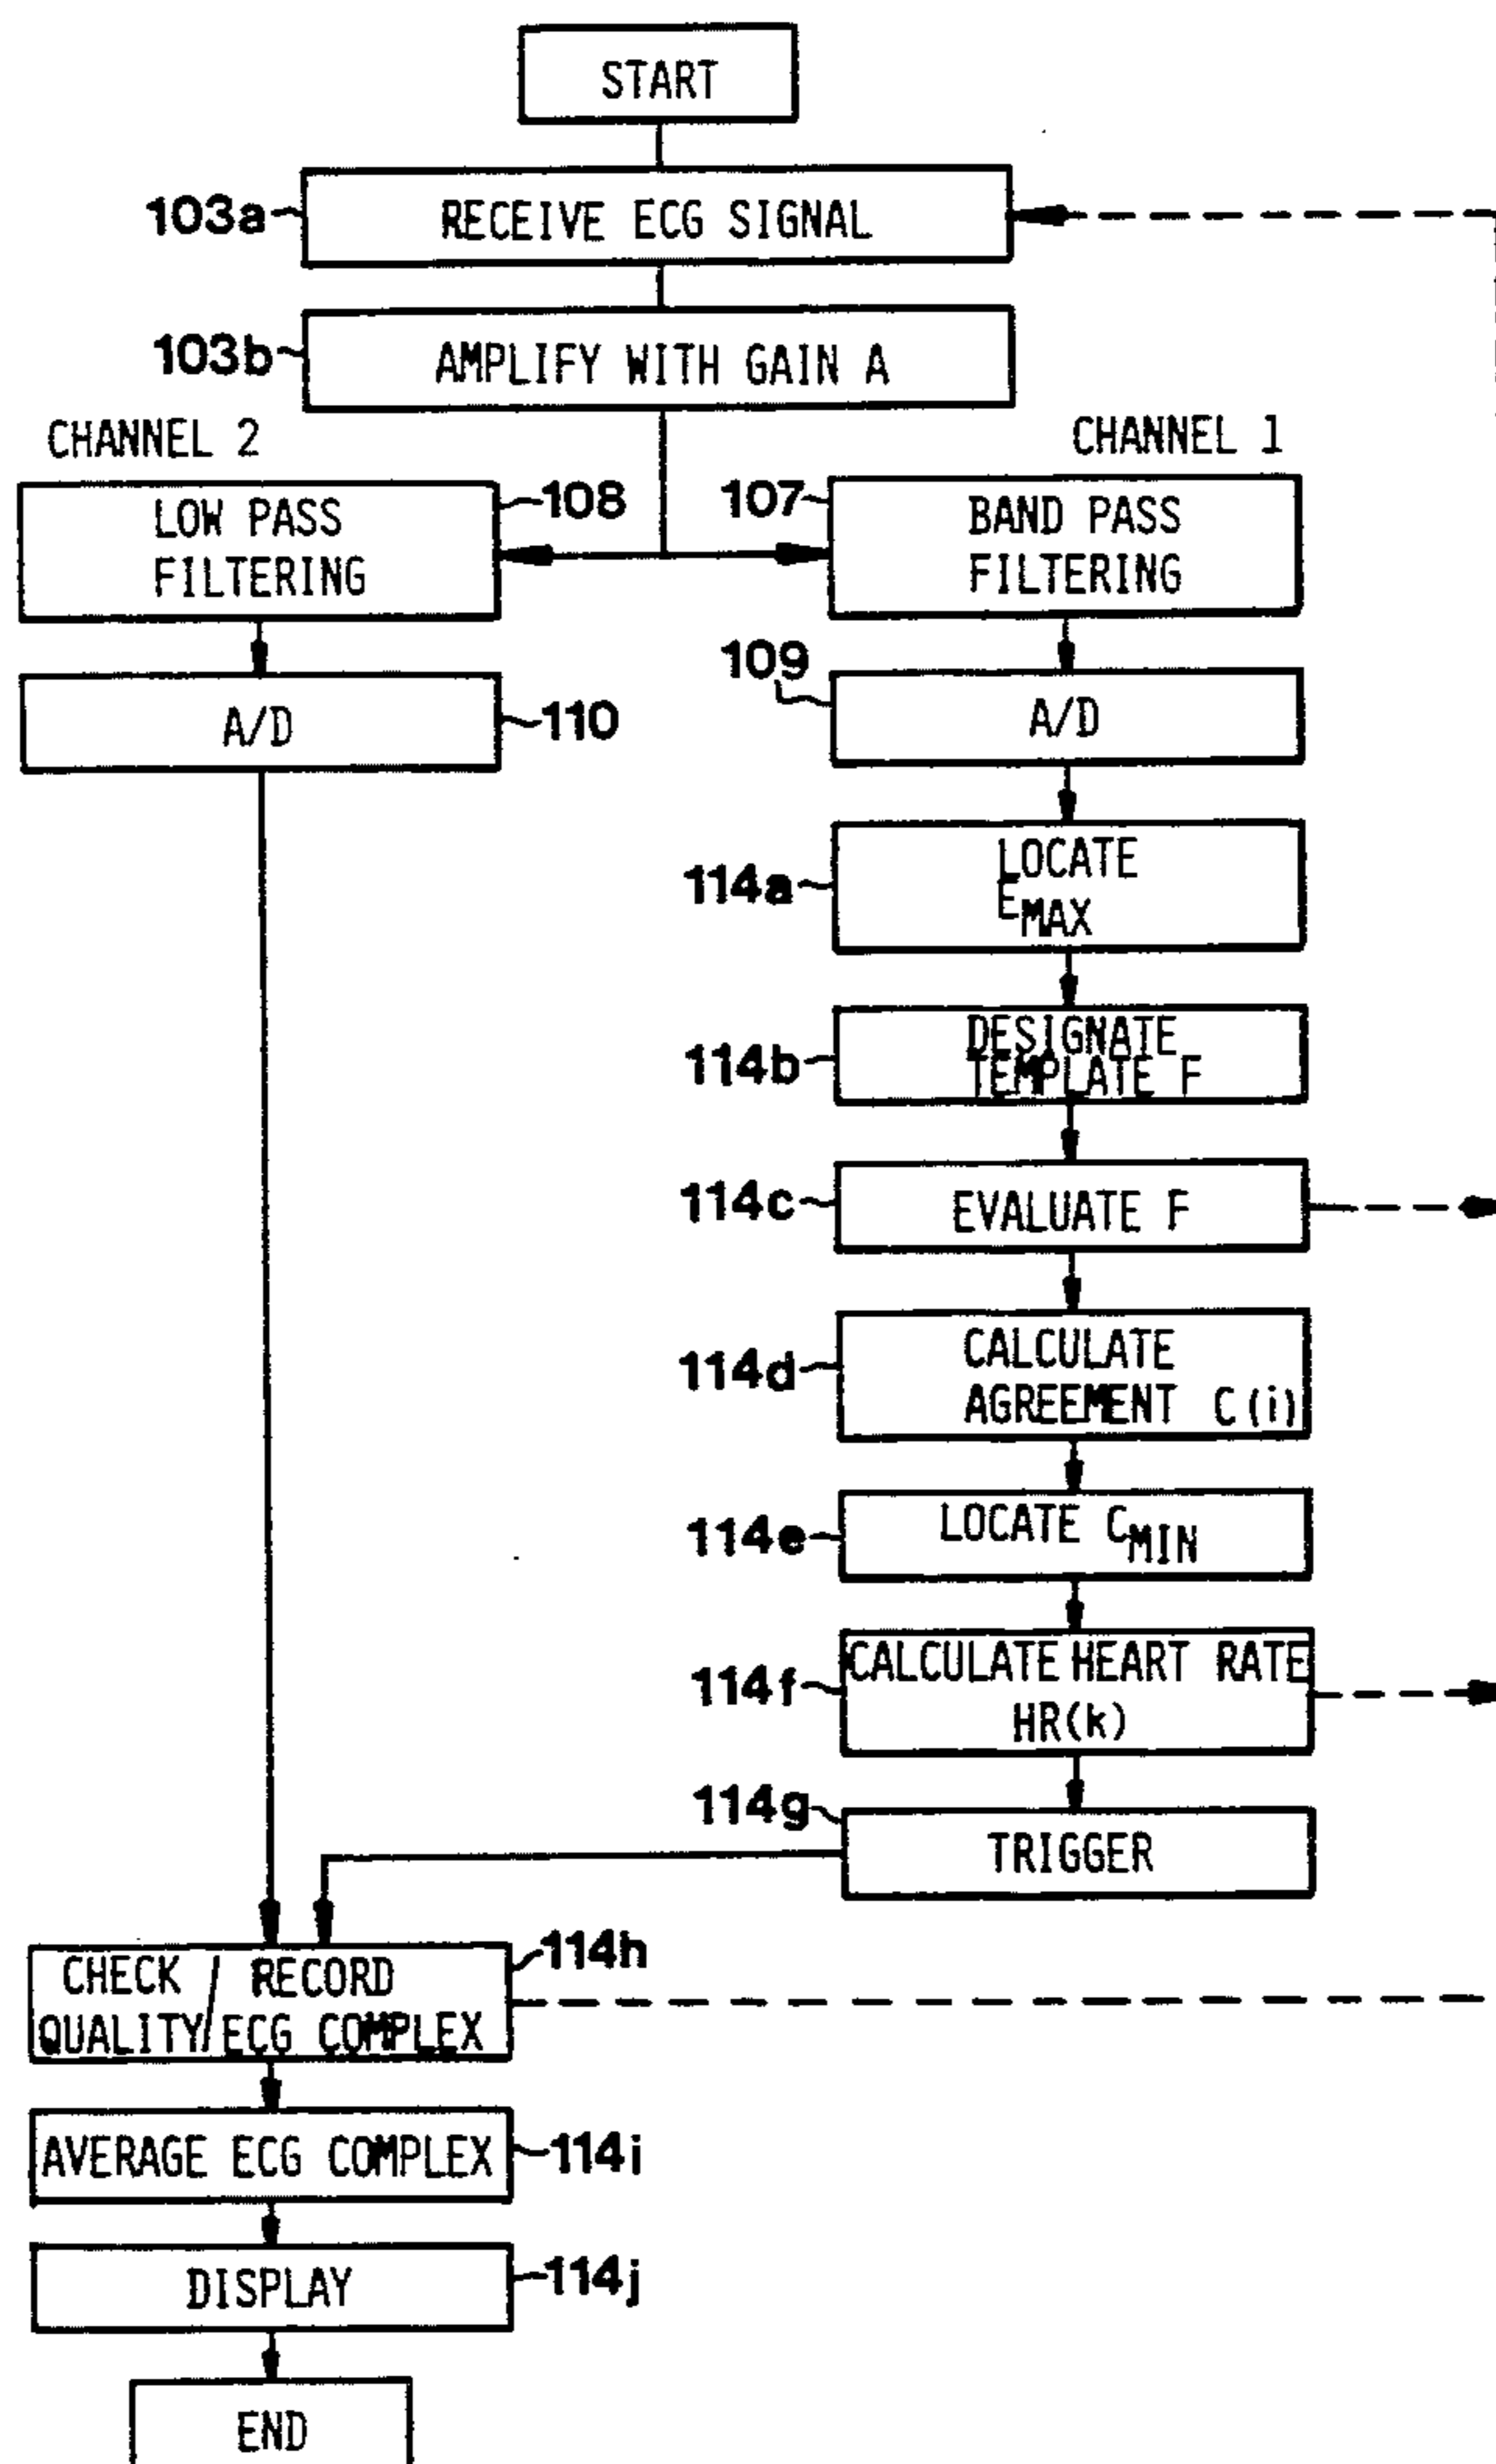 START
103a
RECEIVE ECG SIGNAL
103b
AMPLIFY WITH GAIN A
CHANNEL 2
CHANNEL 1
LOW PASS
FILTERING
108
107
BAND PASS
FILTERING
A/D
110
109
A/D
114a
LOCATE
EMAX
114b
DESIGNATE
TEMPLATE F
114c
EVALUATE F
114d
CALCULATE
AGREEMENT C(i)
114e
LOCATE CMIN
114f
CALCULATE HEART RATE
HR(k)
114g
TRIGGER
CHECK / RECORD
QUALITY/ECG COMPLEX
114h
AVERAGE ECG COMPLEX
114i
DISPLAY
114j
END